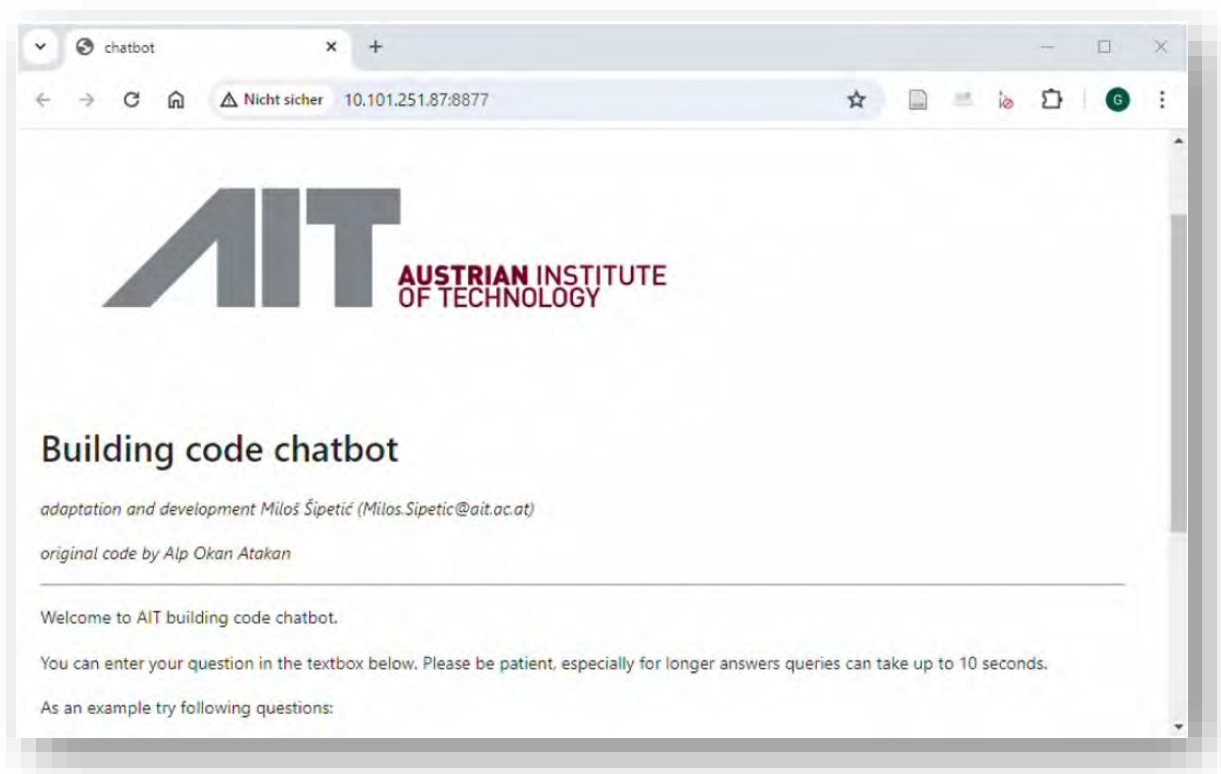 chatbot
Nicht sicher 10.101.251.87:8877
G
AIT
AUSTRIAN INSTITUTE
OF TECHNOLOGY
Building code chatbot
adaptation and development Miloš Šipetić (Milos.Sipetic@ait.ac.at)
original code by Alp Okan Atakan
Welcome to AIT building code chatbot.
You can enter your question in the textbox below. Please be patient, especially for longer answers queries can take up to 10 seconds.
As an example try following questions: